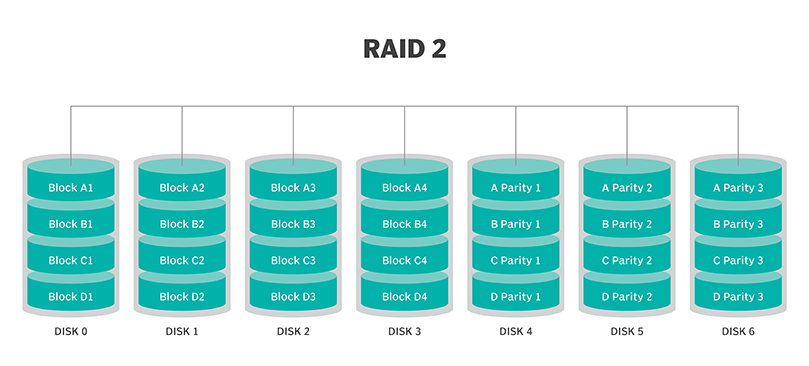 RAID 2
Block A1 Block A2 Block A3 Block A4 A Parity 1 A Parity 2 A Parity 3
Block B1 Block B2 Block B3 Block B4 B Parity 1 B Parity 2 B Parity 3
Block C1 Block C2 Block C3 Block C4 C Parity 1 C Parity 2 C Parity 3
Block D1 Block D2 Block D3 Block D4 D Parity 1 D Parity 2 D Parity 3
DISK 0 DISK 1 DISK 2 DISK 3 DISK 4 DISK 5 DISK 6